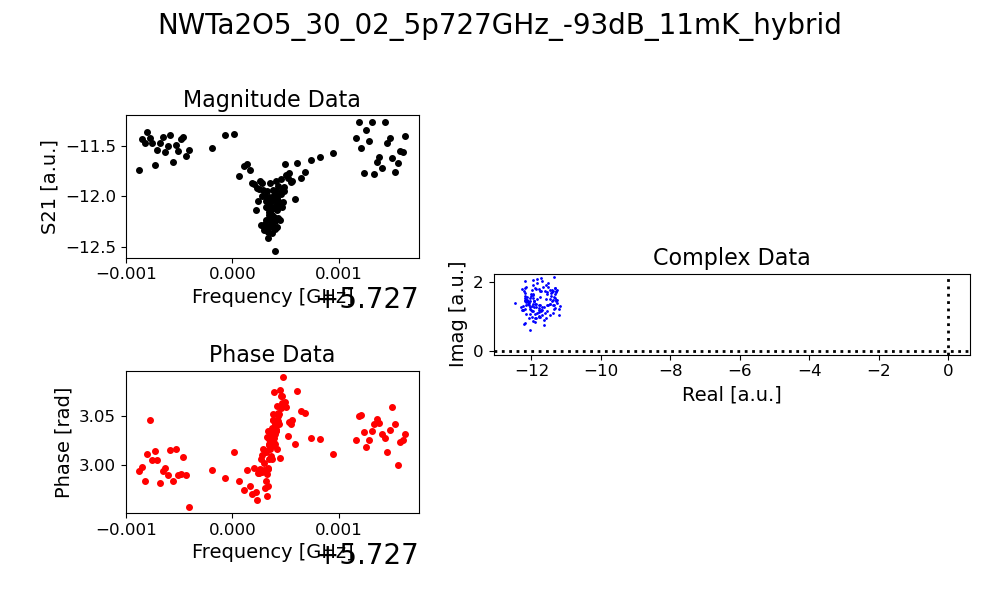 NWTa2O5_30_02_5p727GHz_-93dB_11mK_hybrid
Magnitude Data
S21 [a.u.]
−11.5
−12.0
−12.5
−0.001 0.000 0.001
Frequency [GHz]
+5.727
Phase Data
Phase [rad]
3.05
3.00
−0.001 0.000 0.001
Frequency [GHz]
+5.727
Complex Data
Imag [a.u.]
2
0
−12 −10 −8 −6 −4 −2 0
Real [a.u.]